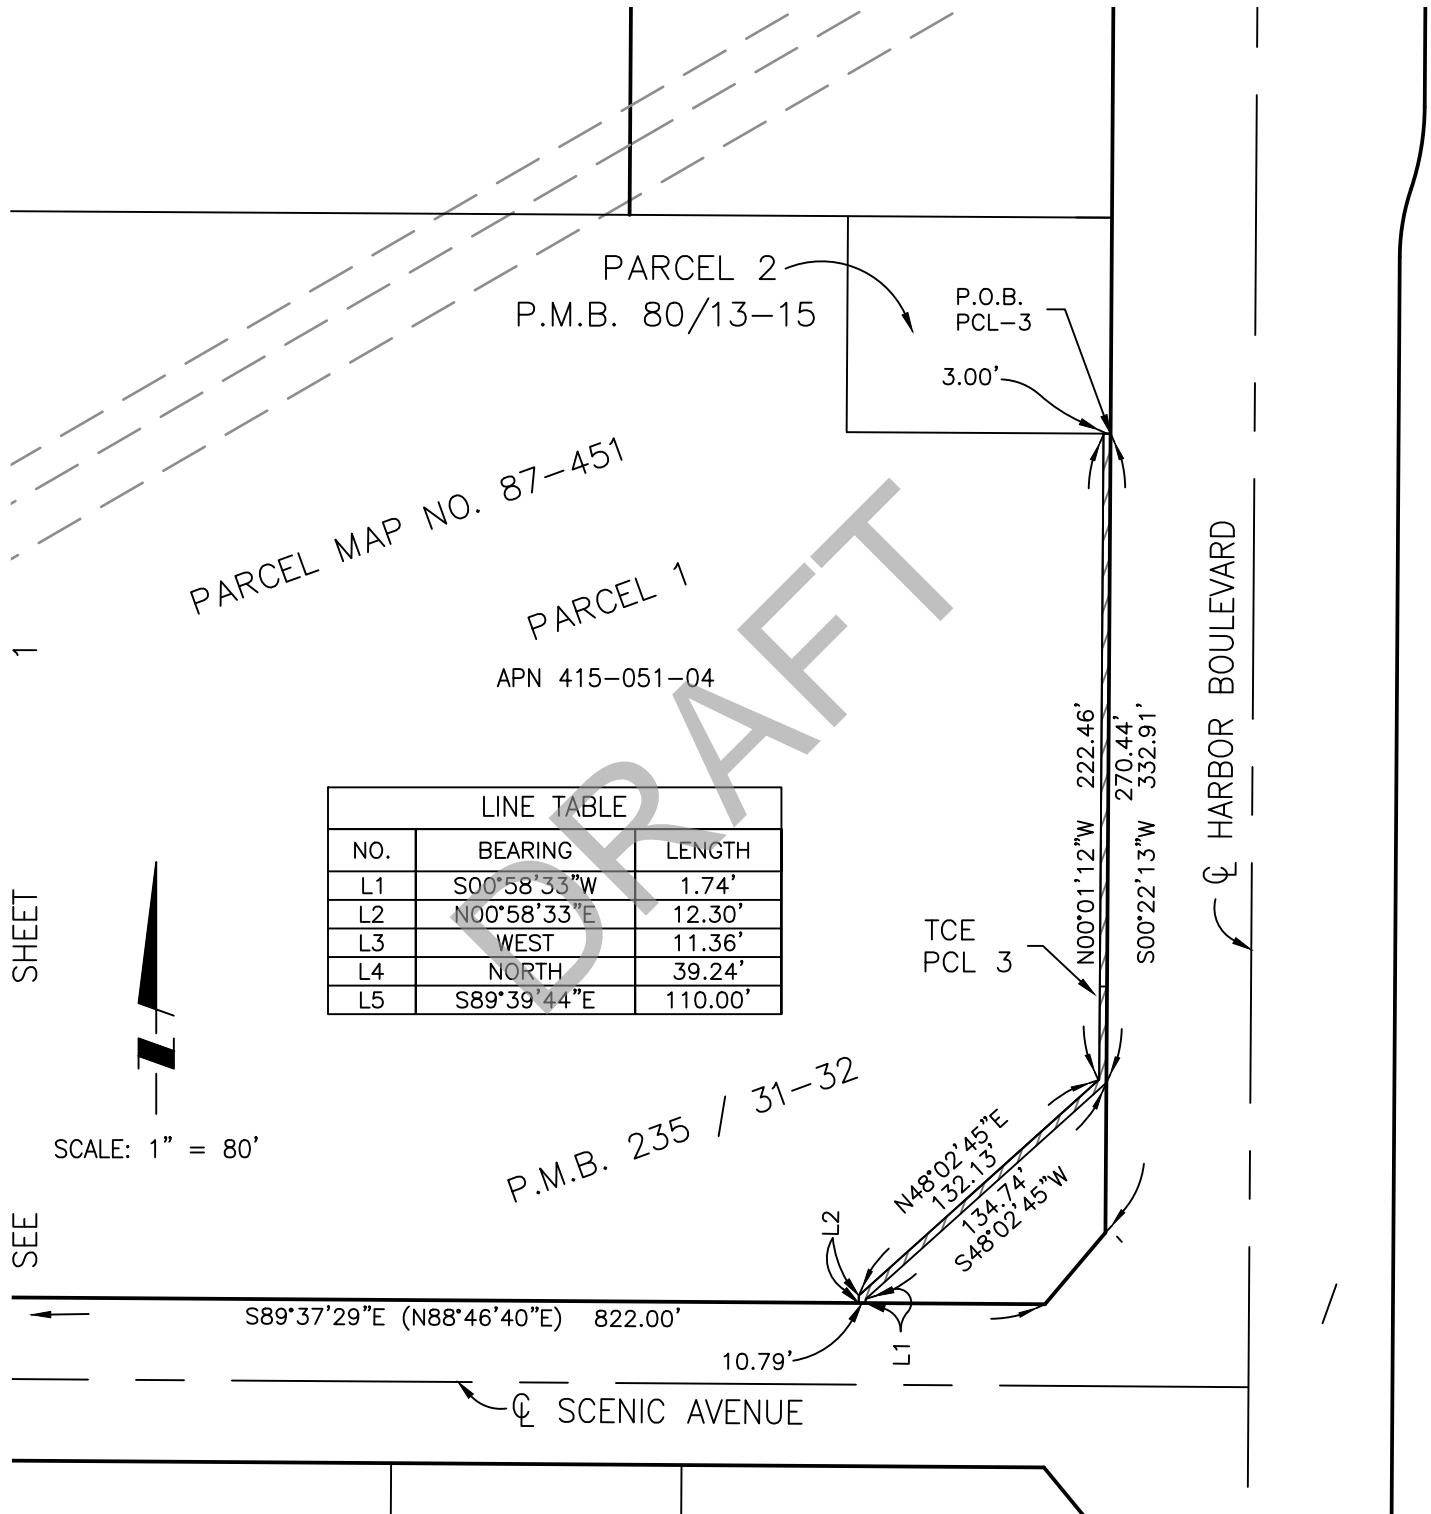 PARCEL 2
P.M.B. 80/13-15
P.O.B.
PCL-3
3.00'
PARCEL MAP NO. 87-451
PARCEL 1
APN 415-051-04
DRAFT
LINE TABLE
NO. BEARING LENGTH
L1 S00°58'33"W 1.74'
L2 N00°58'33"E 12.30'
L3 WEST 11.36'
L4 NORTH 39.24'
L5 S89°39'44"E 110.00'
SEE SHEET 1
N00°01'12"W 222.46'
270.44'
S00°22'13"W 332.91'
℄ HARBOR BOULEVARD
TCE
PCL 3
Z
SCALE: 1" = 80'
P.M.B. 235 / 31-32
N48°02'45"E
132.13'
134.74'
S48°02'45"W
L2
S89°37'29"E (N88°46'40"E) 822.00'
10.79'
L1
℄ SCENIC AVENUE